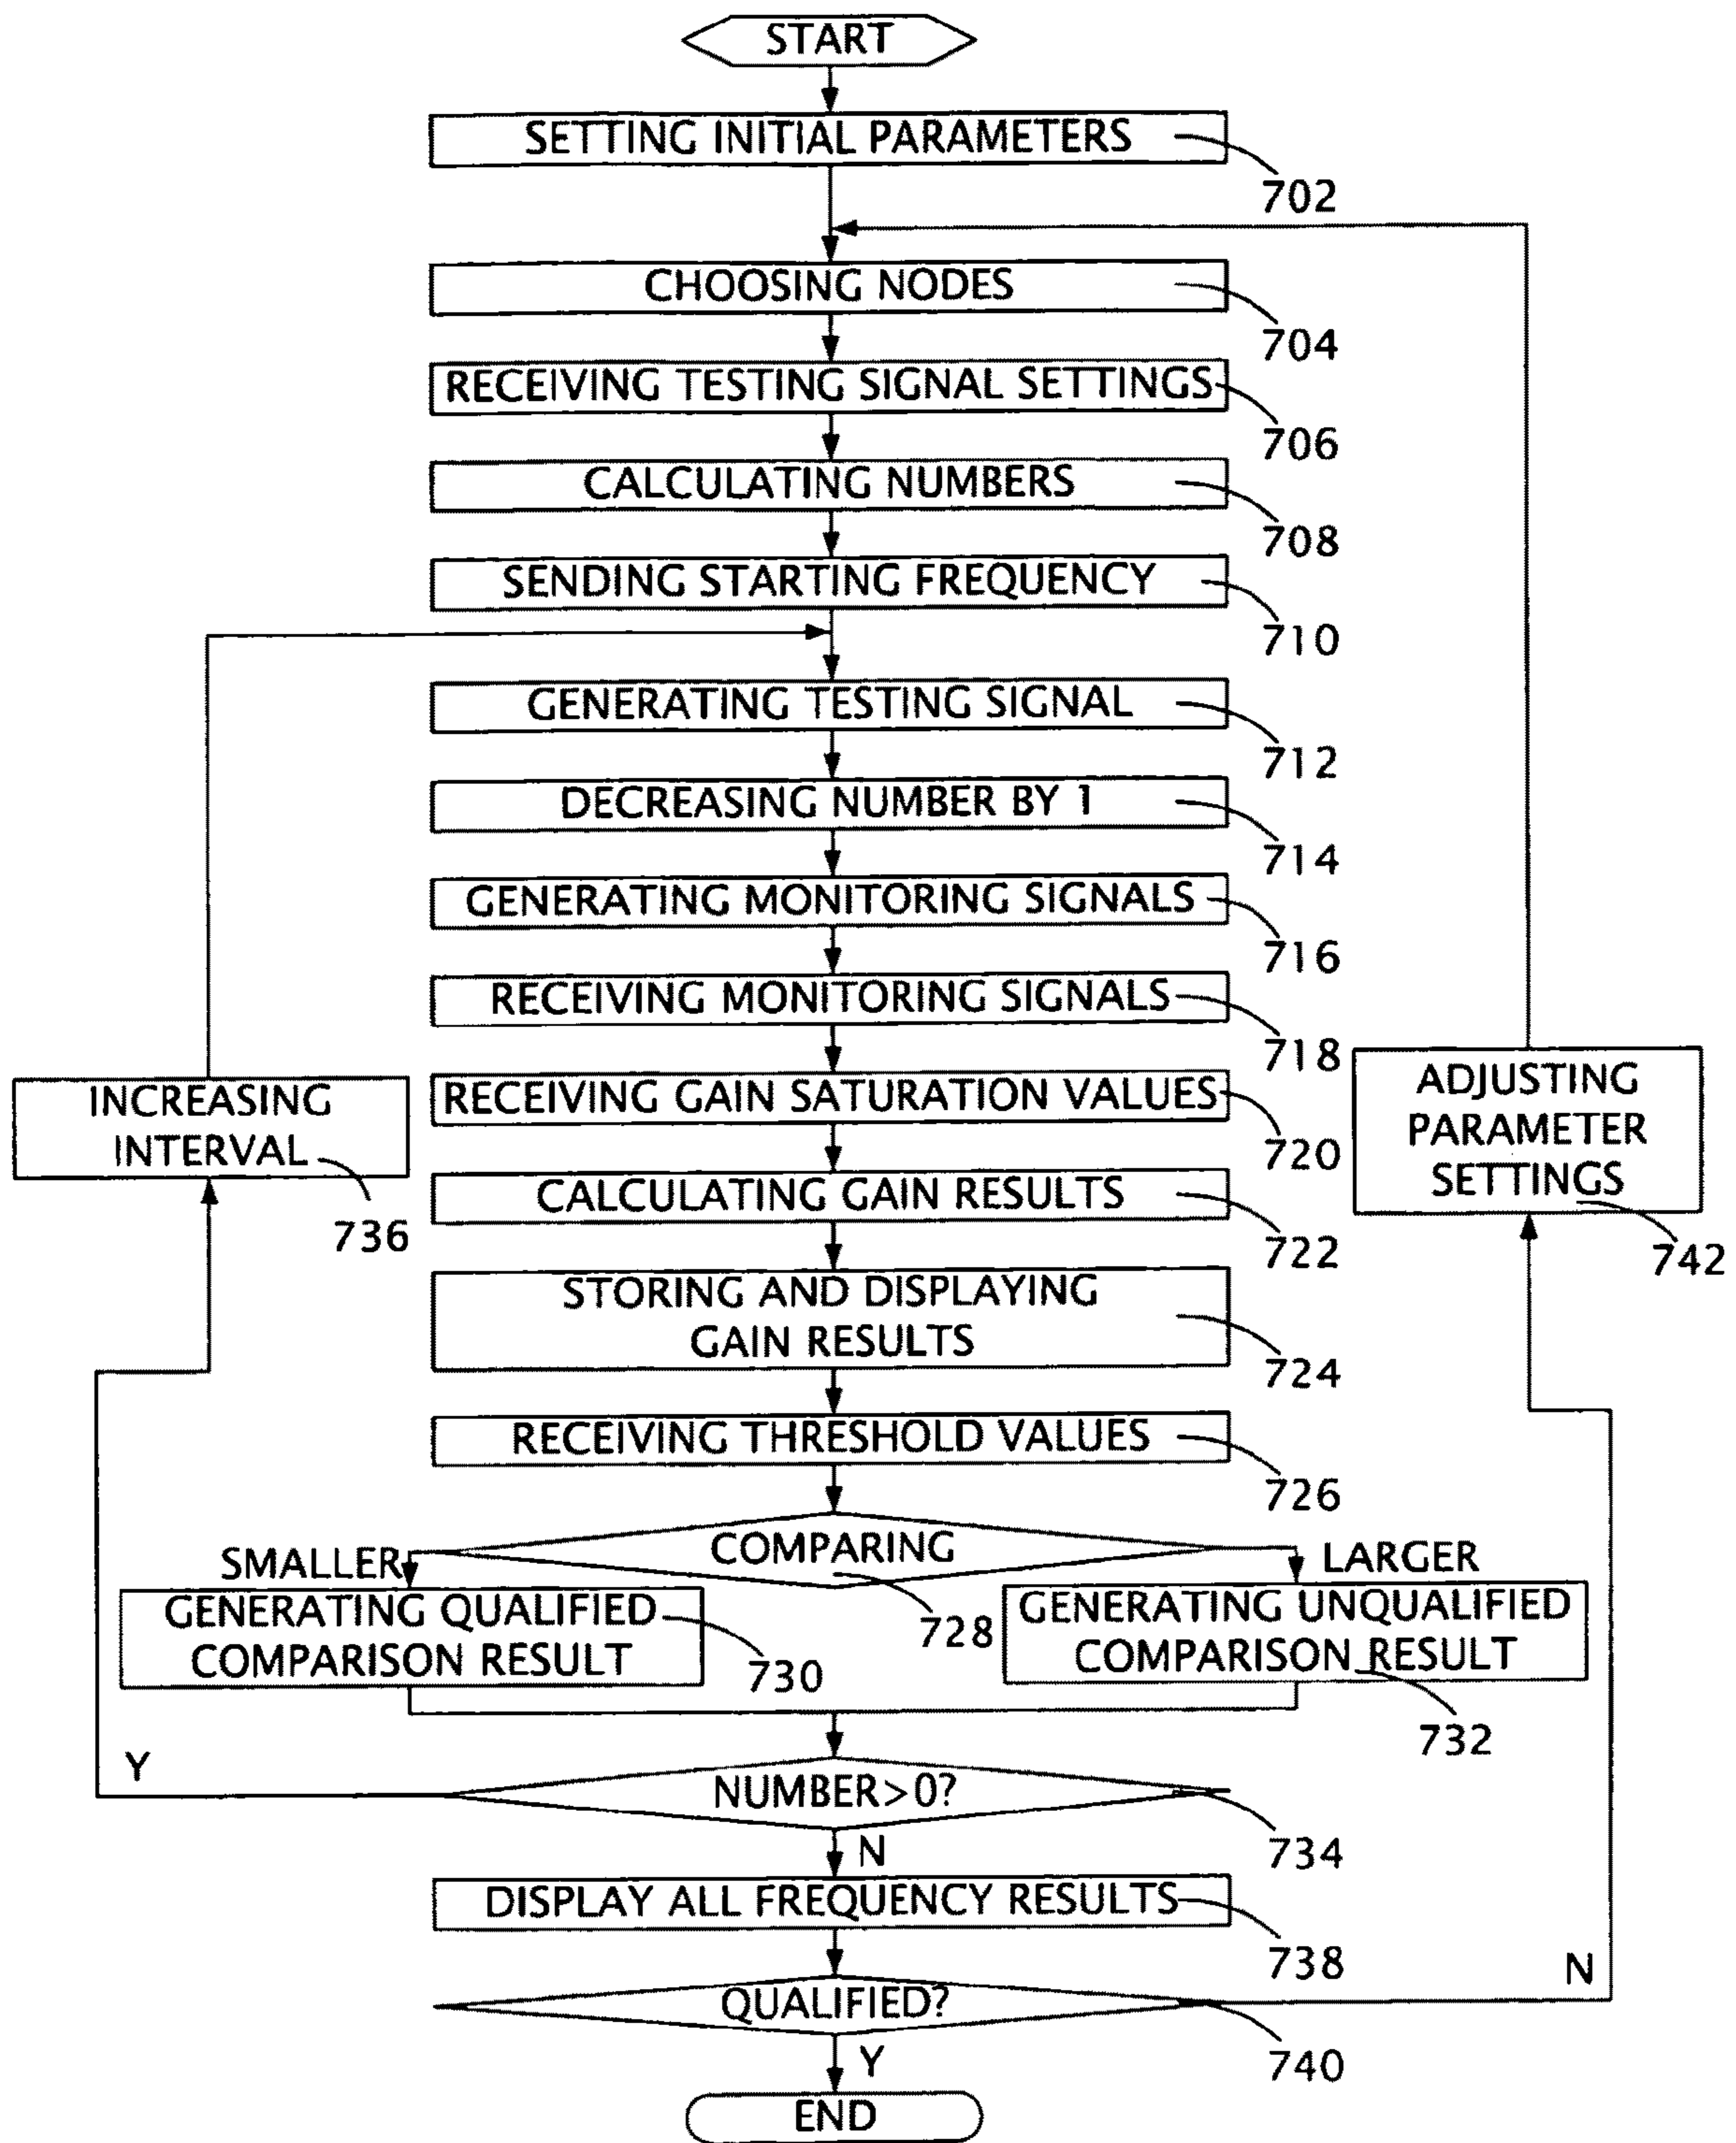 START
SETTING INITIAL PARAMETERS
702
CHOOSING NODES
704
RECEIVING TESTING SIGNAL SETTINGS
706
CALCULATING NUMBERS
708
SENDING STARTING FREQUENCY
710
GENERATING TESTING SIGNAL
712
DECREASING NUMBER BY 1
714
GENERATING MONITORING SIGNALS
716
RECEIVING MONITORING SIGNALS
718
INCREASING
INTERVAL
736
RECEIVING GAIN SATURATION VALUES
720
ADJUSTING
PARAMETER
SETTINGS
742
CALCULATING GAIN RESULTS
722
STORING AND DISPLAYING
GAIN RESULTS
724
RECEIVING THRESHOLD VALUES
726
COMPARING
728
SMALLER
LARGER
GENERATING QUALIFIED
COMPARISON RESULT
730
GENERATING UNQUALIFIED
COMPARISON RESULT
732
Y
NUMBER>0?
734
N
DISPLAY ALL FREQUENCY RESULTS
738
N
QUALIFIED?
740
Y
END